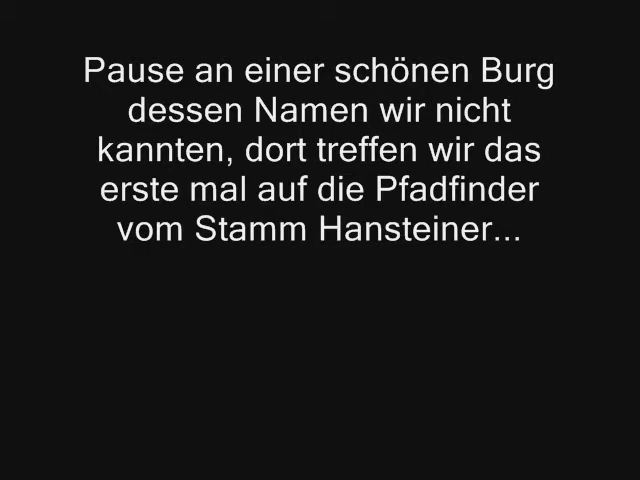 Pause an einer schönen Burg
dessen Namen wir nicht
kannten, dort treffen wir das
erste mal auf die Pfadfinder
vom Stamm Hansteiner...